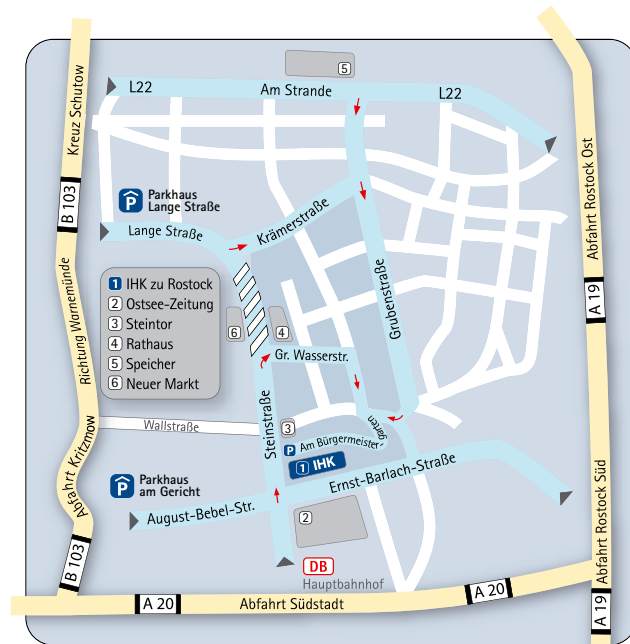 5
L22
Am Strande
L22
Kreuz Schutow
B 103
P
Parkhaus
Lange Straße
Lange Straße
Krämerstraße
Abfahrt Rostock Ost
A 19
1 IHK zu Rostock
2 Ostsee-Zeitung
3 Steintor
4 Rathaus
5 Speicher
6 Neuer Markt
Richtung Warnemünde
6
4
Grubenstraße
Gr. Wasserstr.
Steinstraße
Wallstraße
3
P Am Bürgermeister'
garten
1 IHK
Abfahrt Kritzmow
P
Parkhaus
am Gericht
Ernst-Barlach-Straße
August-Bebel-Str.
2
Abfahrt Rostock Süd
B 103
DB
Hauptbahnhof
A 20
Abfahrt Südstadt
A 20
A 19